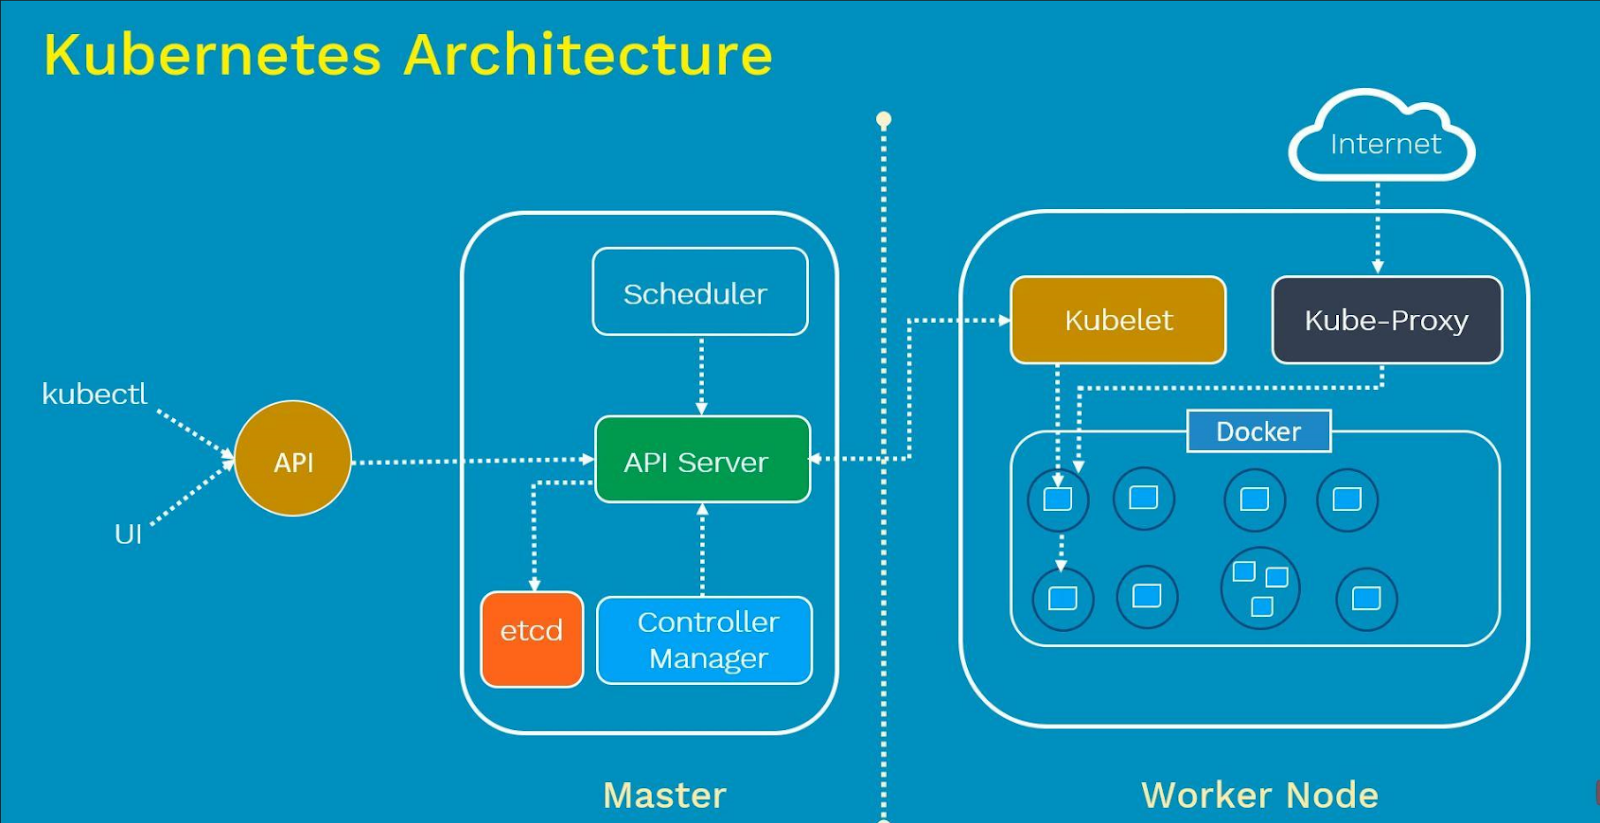 Kubernetes Architecture
Internet
Scheduler
Kubelet
Kube-Proxy
kubectl
Docker
API
API Server
UI
etcd
Controller
Manager
Master
Worker Node